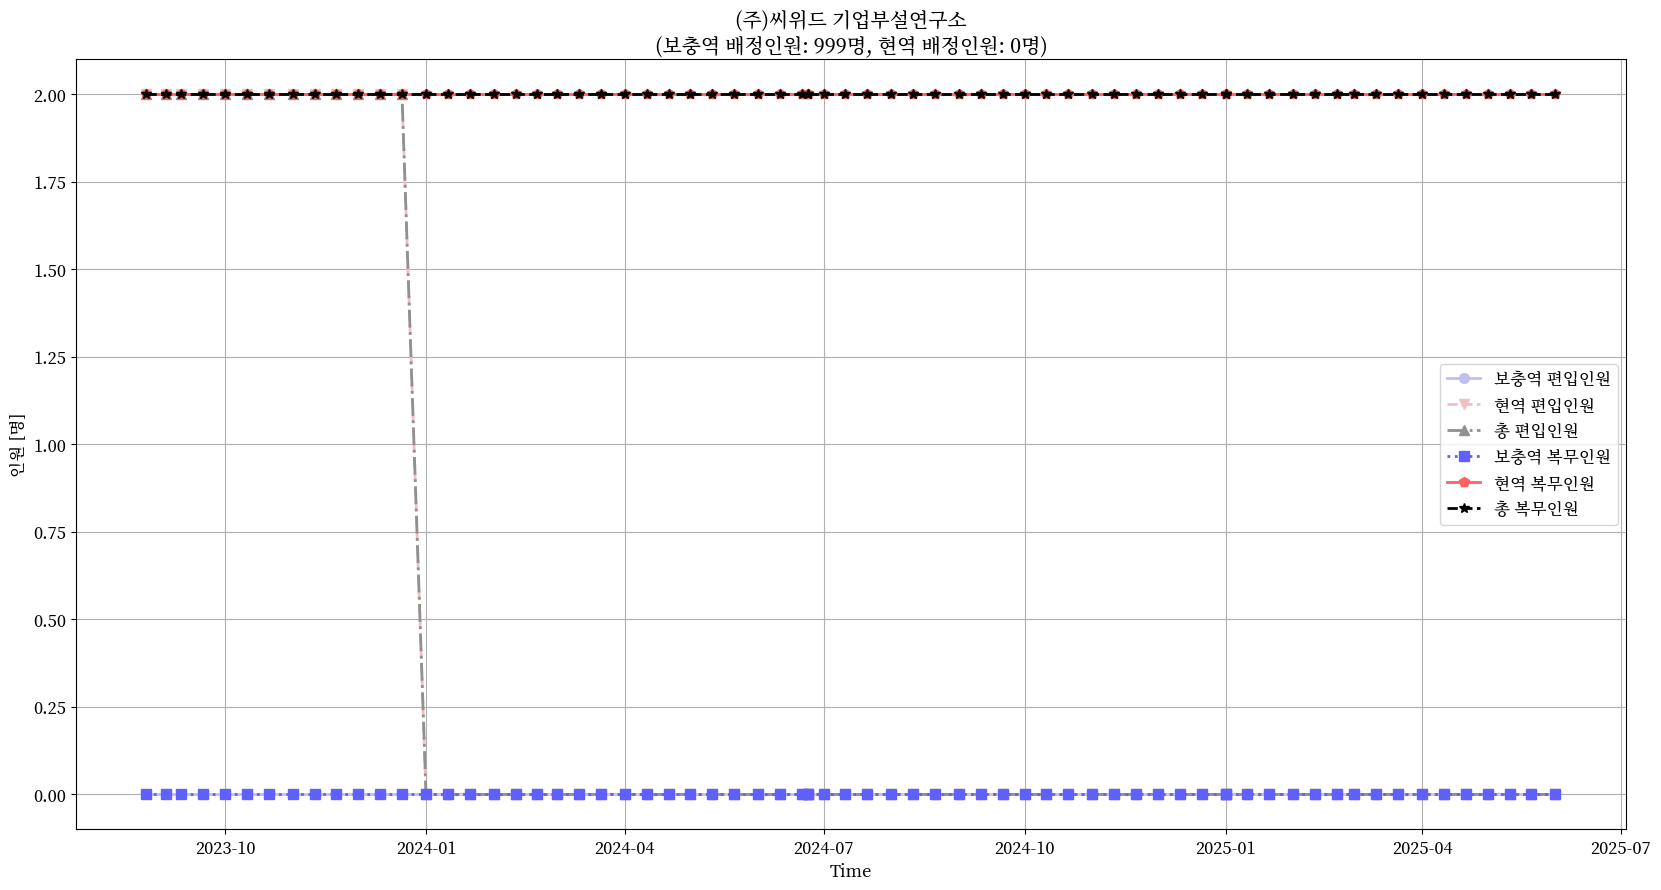 (주)씨위드 기업부설연구소
(보충역 배정인원: 999명, 현역 배정인원: 0명)
2.00
1.75
1.50
1.25
1.00
0.75
0.50
0.25
0.00
인원 [명]
보충역 편입인원
현역 편입인원
총 편입인원
보충역 복무인원
현역 복무인원
총 복무인원
2023-10
2024-01
2024-04
2024-07
2024-10
2025-01
2025-04
2025-07
Time